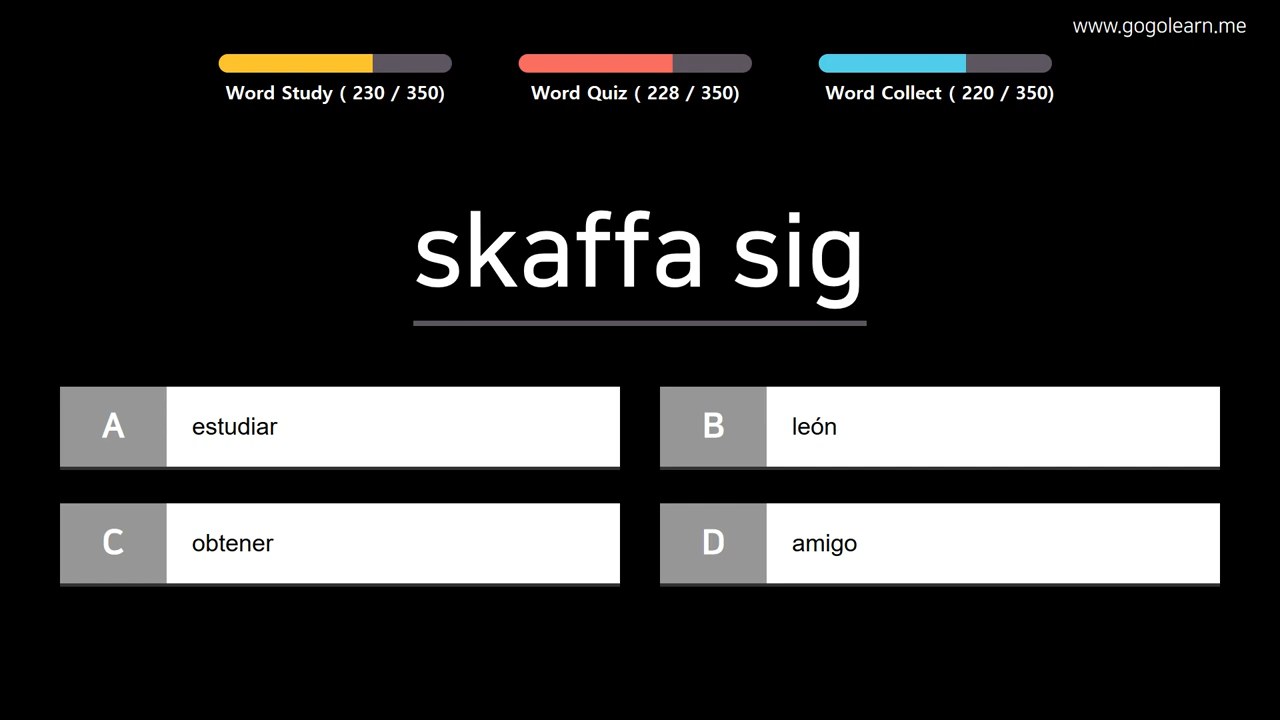 www.gogolearn.me
Word Study ( 230 / 350)
Word Quiz ( 228 / 350)
Word Collect ( 220 / 350)
skaffa sig
A estudiar
B león
C obtener
D amigo